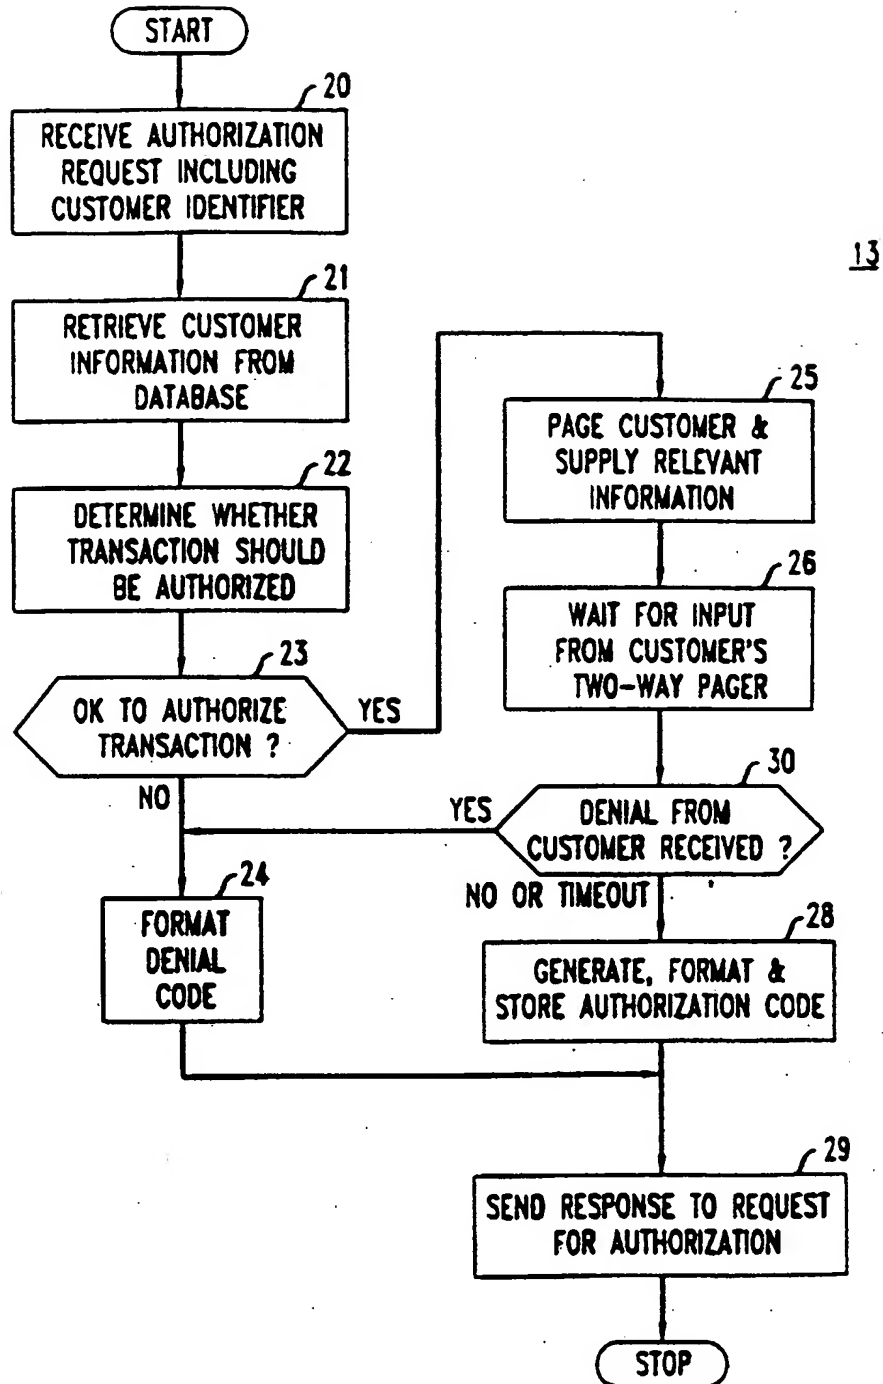 START
20
RECEIVE AUTHORIZATION
REQUEST INCLUDING
CUSTOMER IDENTIFIER
21
RETRIEVE CUSTOMER
INFORMATION FROM
DATABASE
22
DETERMINE WHETHER
TRANSACTION SHOULD
BE AUTHORIZED
23
OK TO AUTHORIZE
TRANSACTION ?
YES
NO
24
FORMAT
DENIAL
CODE
13
25
PAGE CUSTOMER &
SUPPLY RELEVANT
INFORMATION
26
WAIT FOR INPUT
FROM CUSTOMER'S
TWO-WAY PAGER
30
DENIAL FROM
CUSTOMER RECEIVED ?
YES
NO OR TIMEOUT
28
GENERATE, FORMAT &
STORE AUTHORIZATION CODE
29
SEND RESPONSE TO REQUEST
FOR AUTHORIZATION
STOP